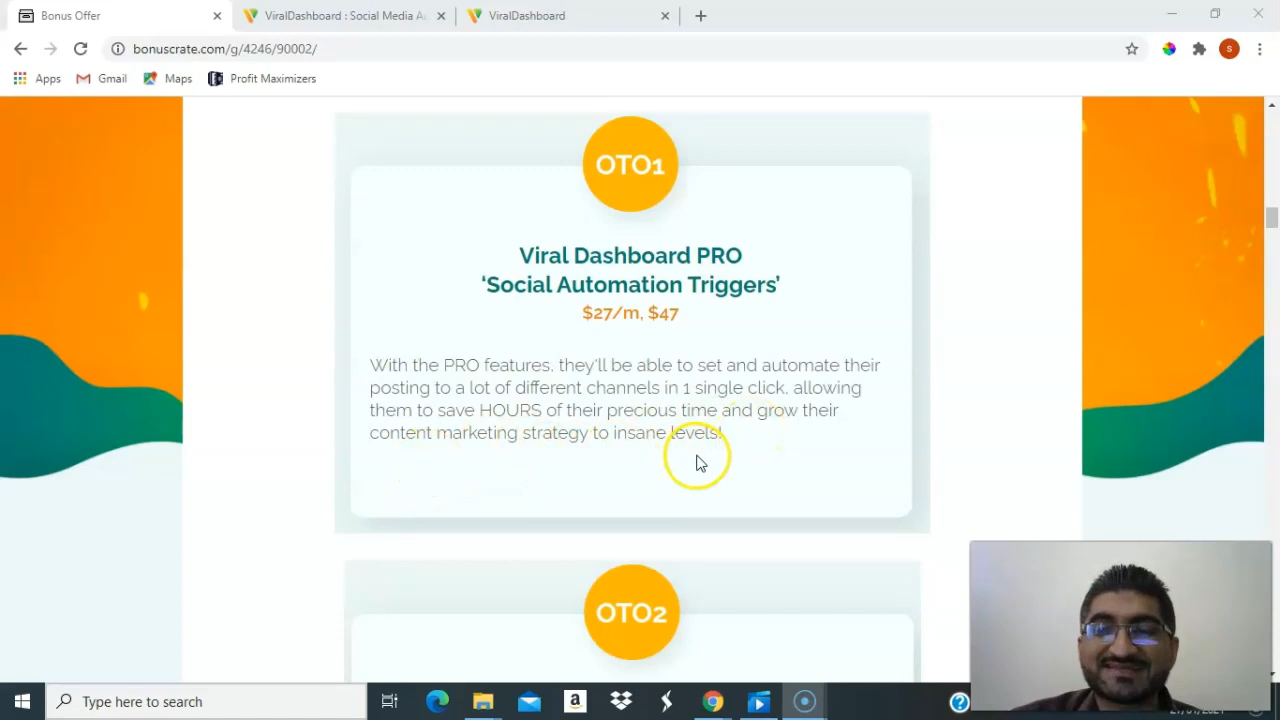 Bonus Offer
ViralDashboard : Social Media Au
ViralDashboard
bonuscrate.com/g/4246/90002/
S
Apps
Gmail
Maps
Profit Maximizers
OTO1
Viral Dashboard PRO
‘Social Automation Triggers’
$27/m, $47
With the PRO features, they'll be able to set and automate their
posting to a lot of different channels in 1 single click, allowing
them to save HOURS of their precious time and grow their
content marketing strategy to insane levels!
OTO2
Type here to search